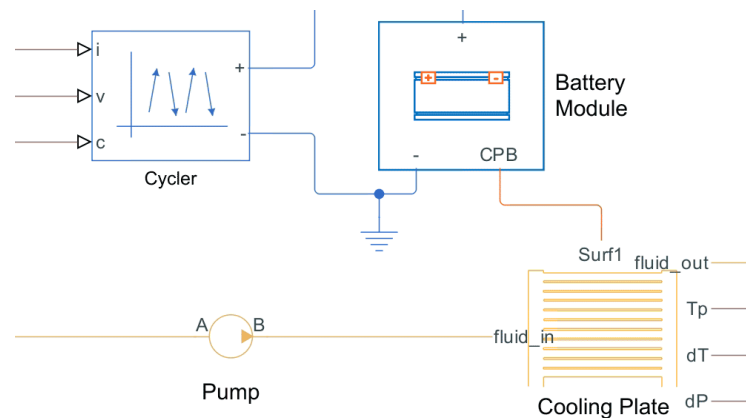 i
v
c
+
-
Cycler
+
+ -
-
CPB
Battery
Module
Surf1
fluid_out
Tp
dT
dP
A
B
fluid_in
Pump
Cooling Plate